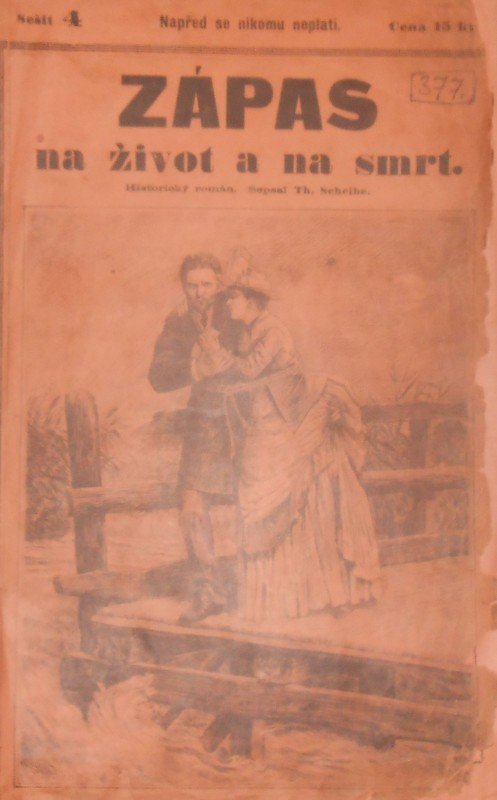 Sešit 4 Napřed se nikomu neplatí. Cena 15 kr
377.
ZÁPAS
na život a na smrt.
Historický román. Sepsal Th. Scheibe.